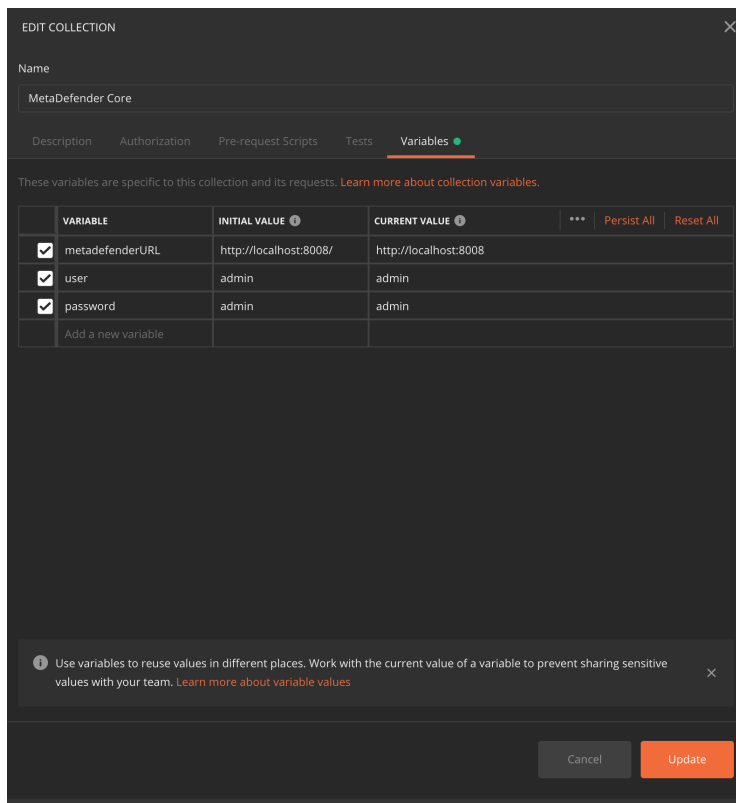 EDIT COLLECTION
Name
MetaDefender Core
Description Authorization Pre-request Scripts Tests Variables
These variables are specific to this collection and its requests. Learn more about collection variables.
VARIABLE INITIAL VALUE CURRENT VALUE ••• Persist All Reset All
metadefenderURL http://localhost:8008/ http://localhost:8008
user admin admin
password admin admin
Add a new variable
Use variables to reuse values in different places. Work with the current value of a variable to prevent sharing sensitive
values with your team. Learn more about variable values
Cancel Update